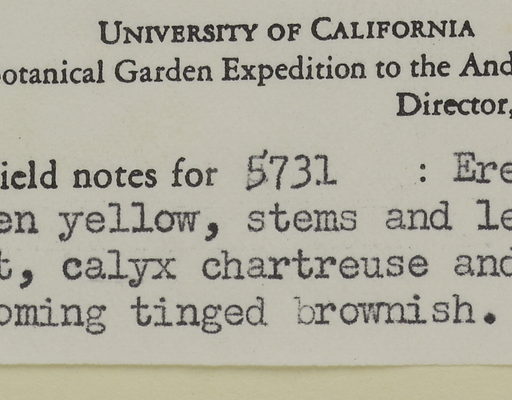 UNIVERSITY OF CALIFORNIA
otanical Garden Expedition to the And
Director,
ield notes for 5731 : Ere
en yellow, stems and le
t, calyx chartreuse and
oming tinged brownish.